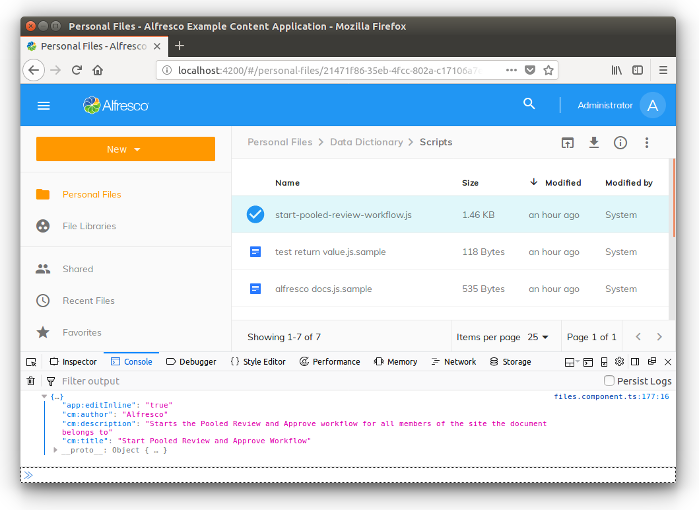 Personal Files - Alfresco Example Content Application - Mozilla Firefox
Personal Files - Alfresco
localhost:4200/#/personal-files/21471f86-35eb-4fcc-802a-c17106a7
Alfresco
Administrator A
New
Personal Files > Data Dictionary > Scripts
Name Size Modified Modified by
Personal Files
start-pooled-review-workflow.js 1.46 KB an hour ago System
File Libraries
test return value.js.sample 118 Bytes an hour ago System
Shared
alfresco docs.js.sample 535 Bytes an hour ago System
Recent Files
Favorites
Showing 1-7 of 7 Items per page 25 Page 1 of 1
Inspector Console Debugger {} Style Editor Performance Memory Network Storage
Filter output Persist Logs
{…} files.component.ts:177:16
"app:editInline": "true"
"cm:author": "Alfresco"
"cm:description": "Starts the Pooled Review and Approve workflow for all members of the site the document
belongs to"
"cm:title": "Start Pooled Review and Approve Workflow"
__proto__: Object { … }